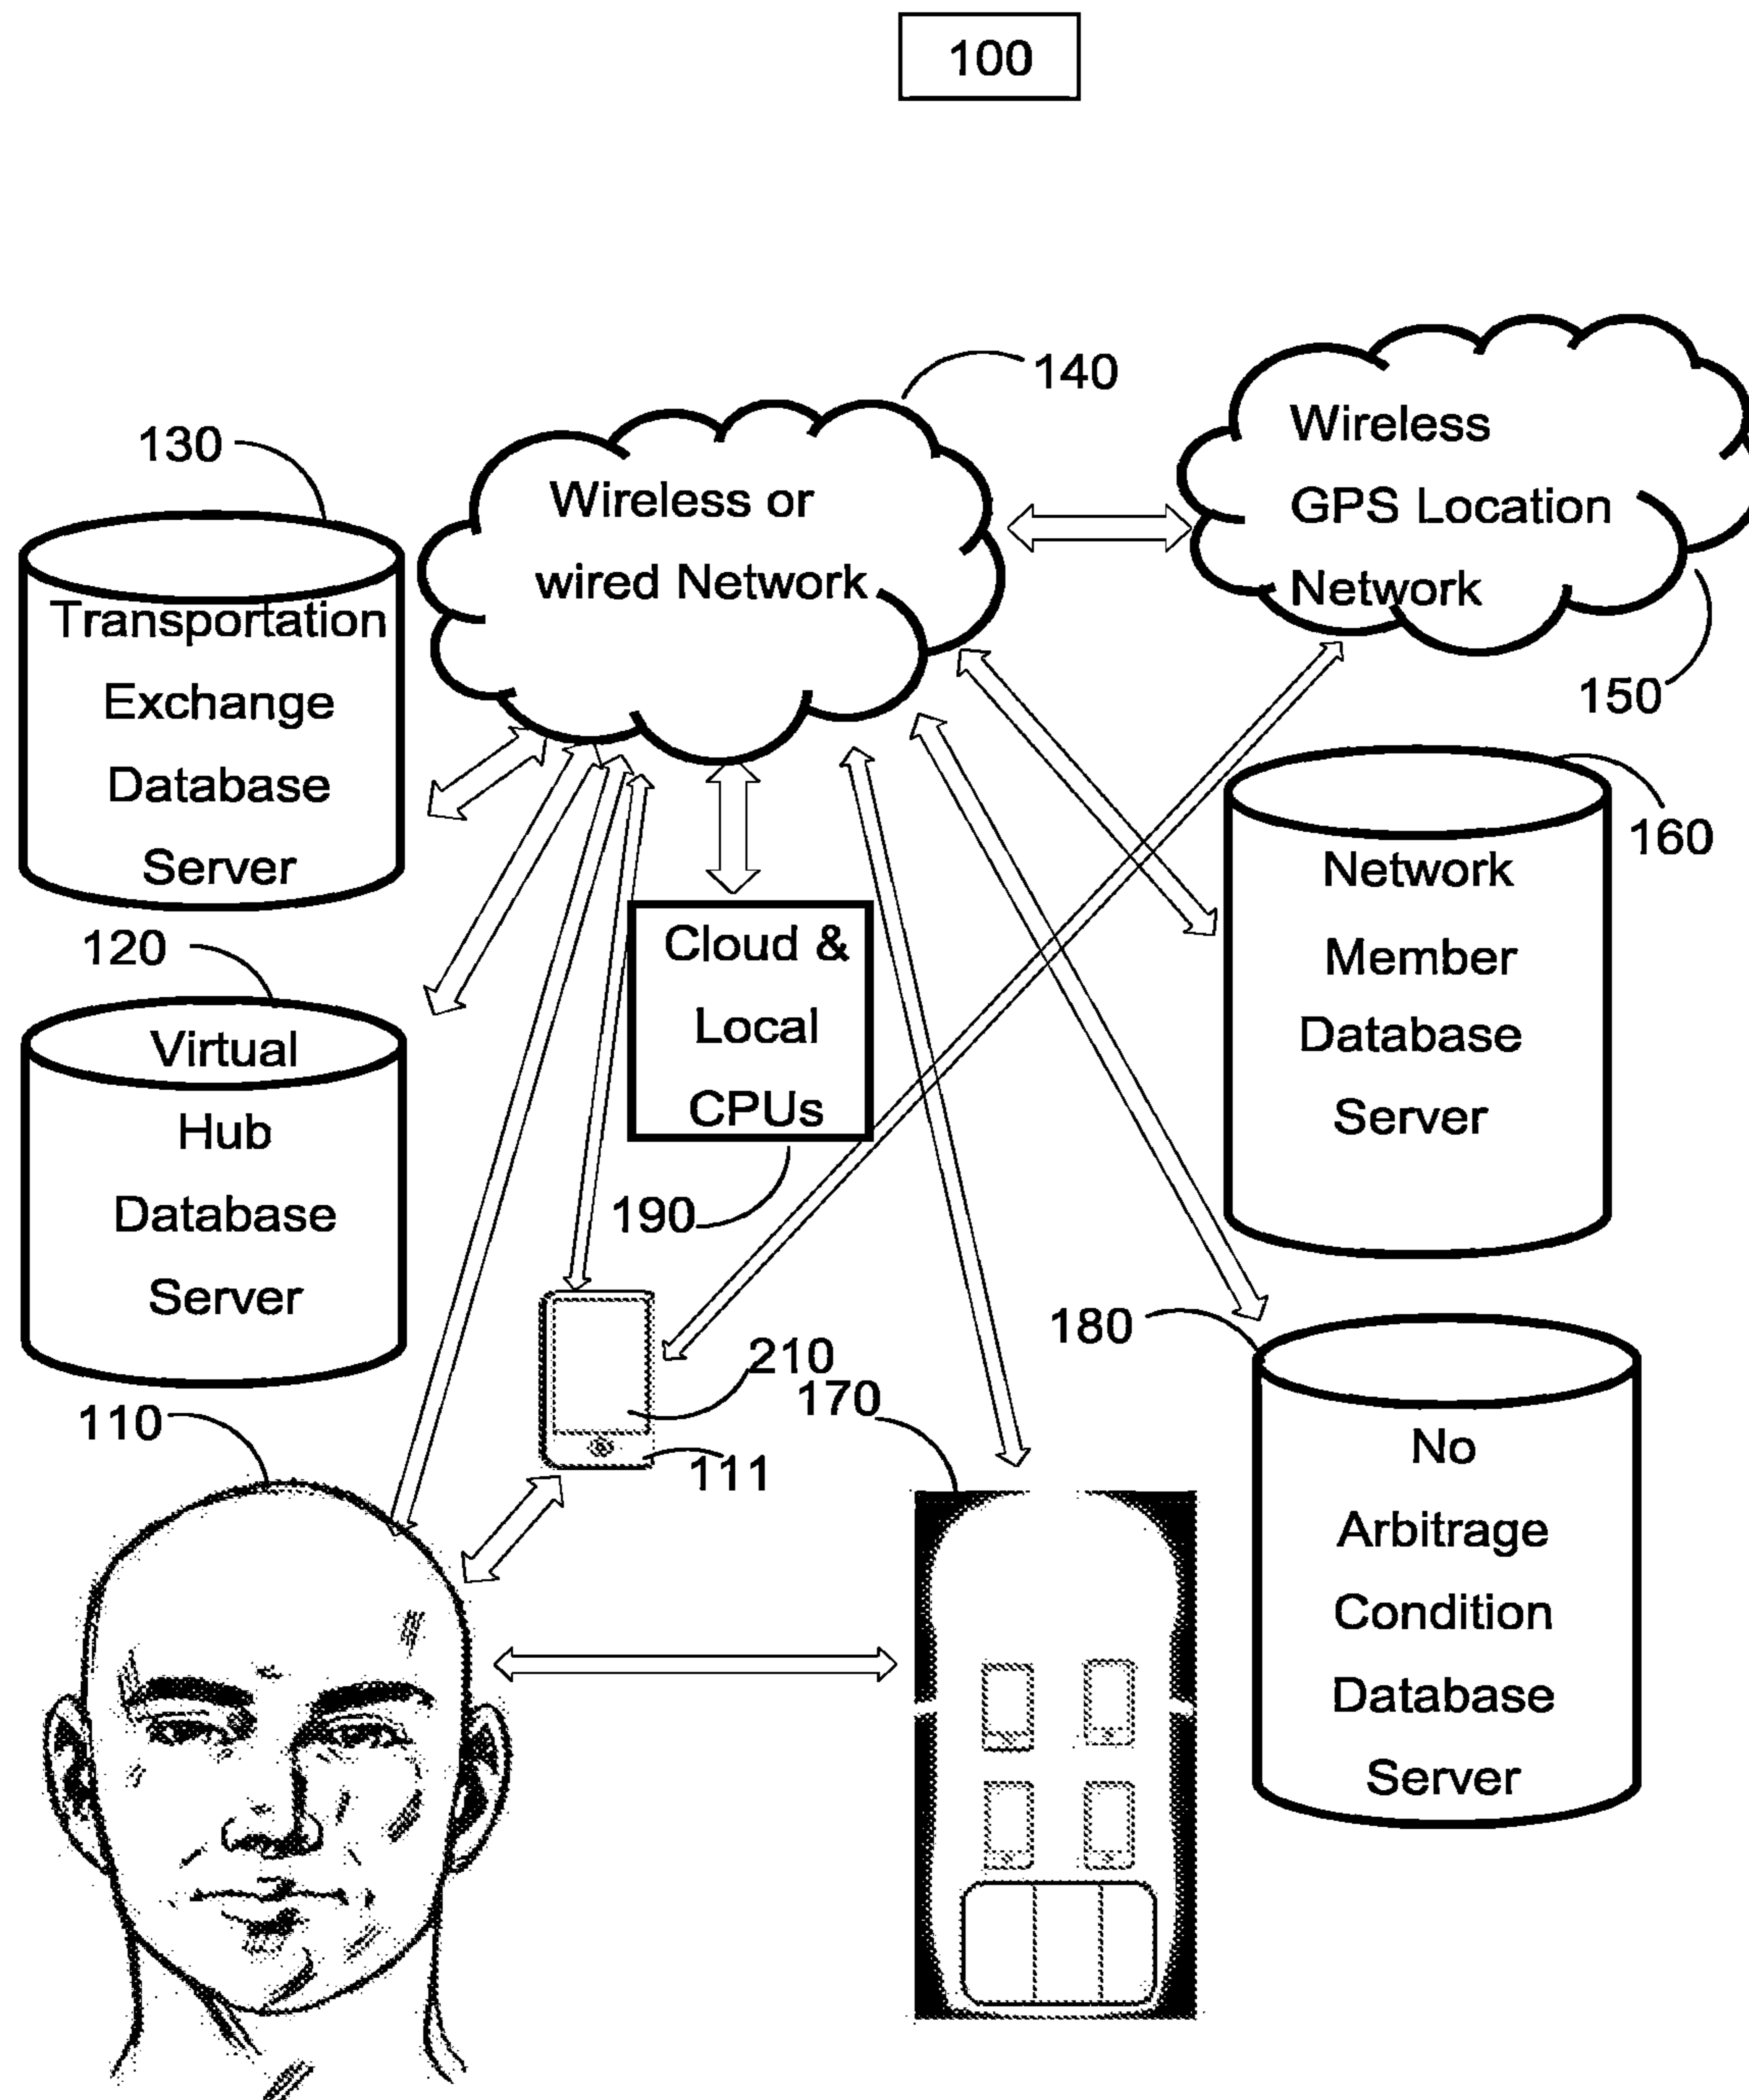 100
140
Wireless or
wired Network
Wireless
GPS Location
Network
150
130
Transportation
Exchange
Database
Server
160
Network
Member
Database
Server
120
Virtual
Hub
Database
Server
Cloud &
Local
CPUs
190
210
111
170
180
No
Arbitrage
Condition
Database
Server
110